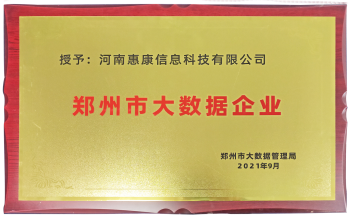 授予：河南惠康信息科技有限公司
郑州市大数据企业
郑州市大数据管理局
2021年9月